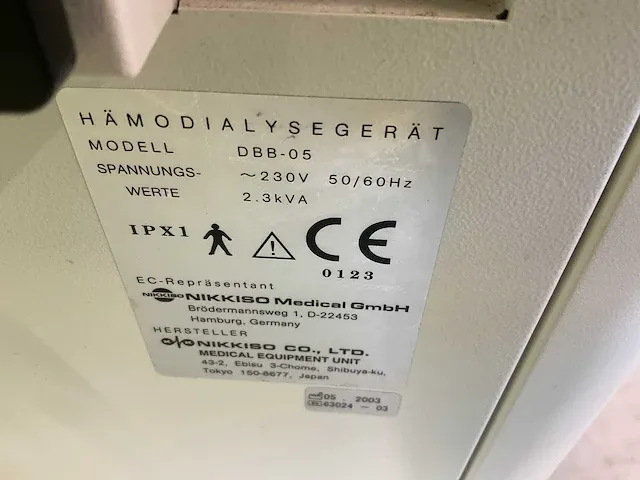 HÄMODIALYSEGERÄT
MODELL DBB-05
SPANNUNGS- ~230V 50/60Hz
WERTE 2.3kVA
IPX1
CE
0123
EC-Repräsentant
NIKKISO NIKKISO Medical GmbH
Brödermannsweg 1, D-22453
Hamburg, Germany
HERSTELLER
NIKKISO CO., LTD.
MEDICAL EQUIPMENT UNIT
43-2, Ebisu 3-Chome, Shibuya-ku,
Tokyo 150-8677, Japan
05. 2003
63024 - 03